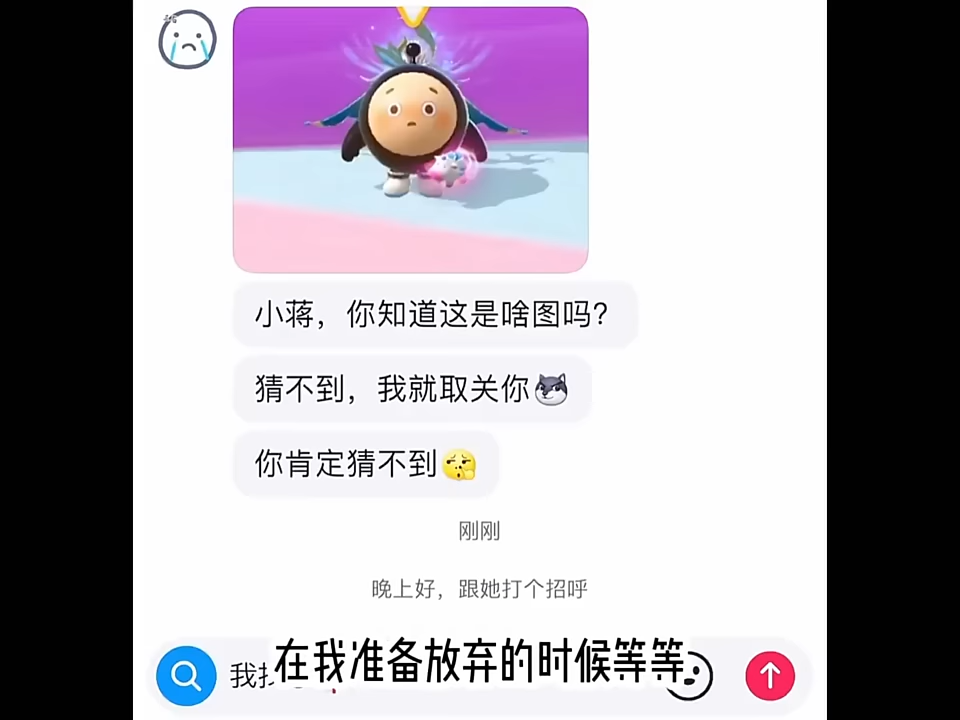 小蒋，你知道这是啥图吗？
猜不到，我就取关你
你肯定猜不到
刚刚
晚上好，跟她打个招呼
我
在我准备放弃的时候等等